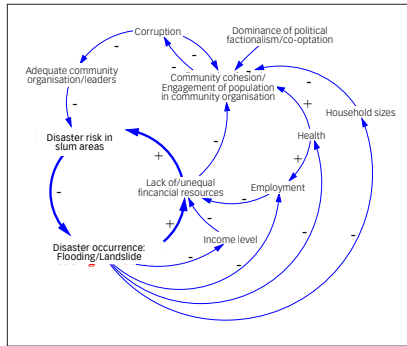 Corruption
Dominance of political
factionalism/co-optation
-
-
-
-
-
Adequate community
organisation/leaders
Community cohesion/
Engagement of population
in community organisation
-
+
Household sizes
Disaster risk in
slum areas
Health
-
+
+
Lack of/unequal
fincancial resources
Employment
-
-
+
Income level
-
-
Disaster occurrence:
Flooding/Landslide
-
-
-